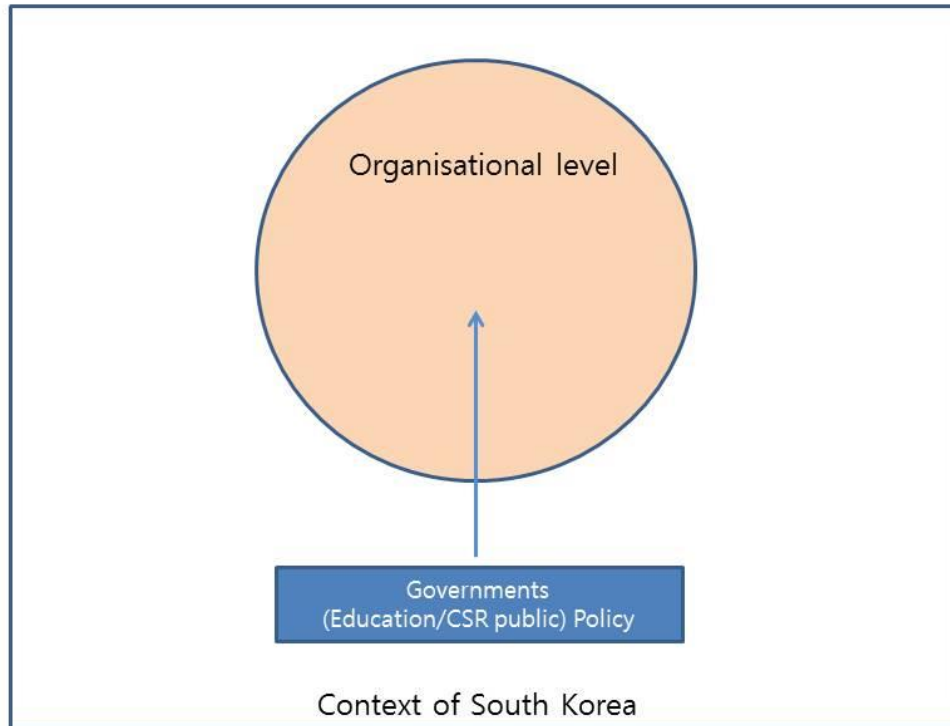 Organisational level
Governments
(Education/CSR public) Policy
Context of South Korea